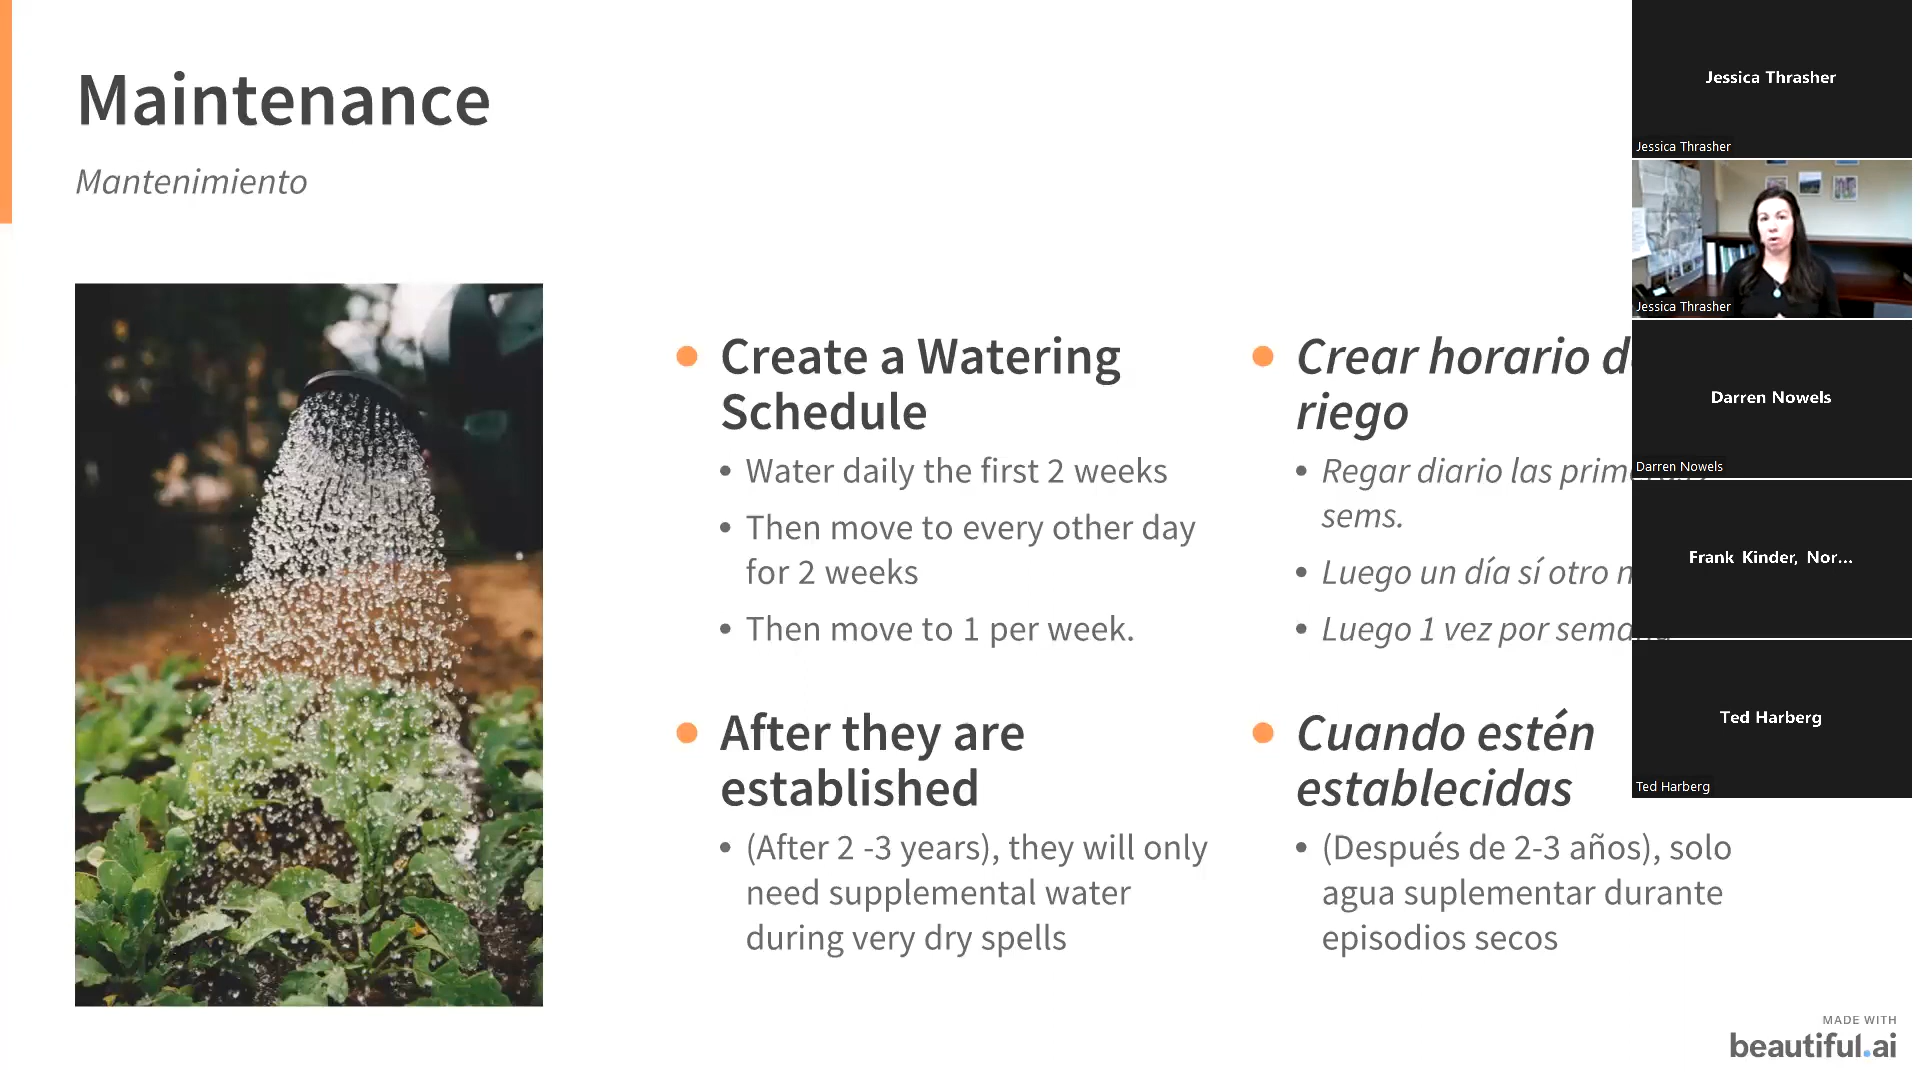 Maintenance
Mantenimiento
Create a Watering
Schedule
Water daily the first 2 weeks
Then move to every other day
for 2 weeks
Then move to 1 per week.
After they are
established
(After 2 -3 years), they will only
need supplemental water
during very dry spells
Crear horario
riego
Regar diario las
sems.
Luego un día sí otro
Luego 1 vez por
Cuando estén
establecidas
(Después de 2-3 años), solo
agua suplementar durante
episodios secos
Jessica Thrasher
Jessica Thrasher
Jessica Thrasher
Darren Nowels
Darren Nowels
Frank Kinder, Nor...
Ted Harberg
Ted Harberg
MADE WITH
beautiful.ai